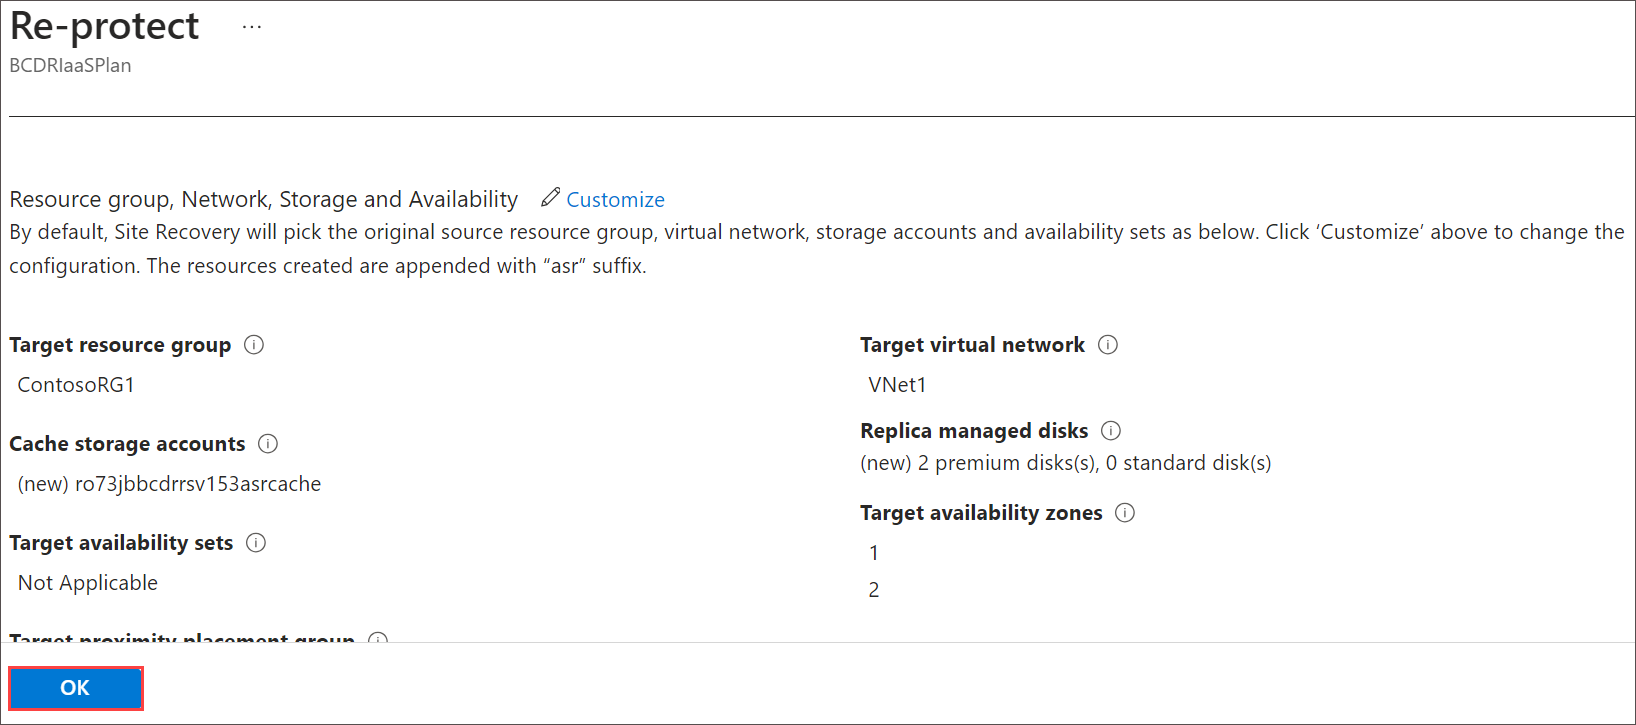 Re-protect ...
BCDRIaaSPlan
Resource group, Network, Storage and Availability Customize
By default, Site Recovery will pick the original source resource group, virtual network, storage accounts and availability sets as below. Click ‘Customize’ above to change the
configuration. The resources created are appended with “asr” suffix.
Target resource group
ContosoRG1
Cache storage accounts
(new) ro73jbbcdrrsv153asrcache
Target availability sets
Not Applicable
Target proximity placement group
Target virtual network
VNet1
Replica managed disks
(new) 2 premium disks(s), 0 standard disk(s)
Target availability zones
1
2
OK